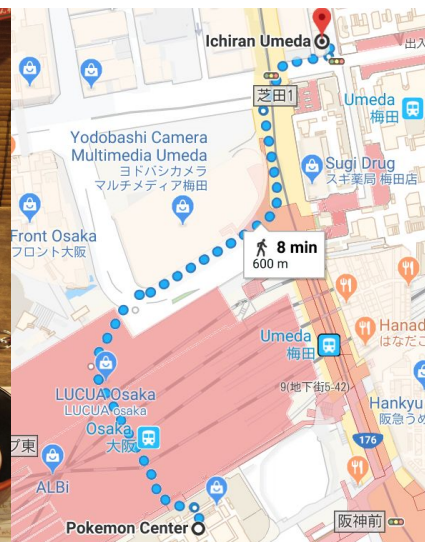 Ichiran Umeda
出入
芝田1
Umeda
梅田
Yodobashi Camera
Multimedia Umeda
ヨドバシカメラ
マルチメディア梅田
Sugi Drug
スギ薬局 梅田店
Front Osaka
フロント大阪
8 min
600 m
Umeda
梅田
Hanad
はなだこ
9(地下街5-42)
LUCUA Osaka
LUCUA osaka
Osaka
大阪
Hankyu
阪急うめ
ブ東
176
ALBi
Pokemon Center
阪神前